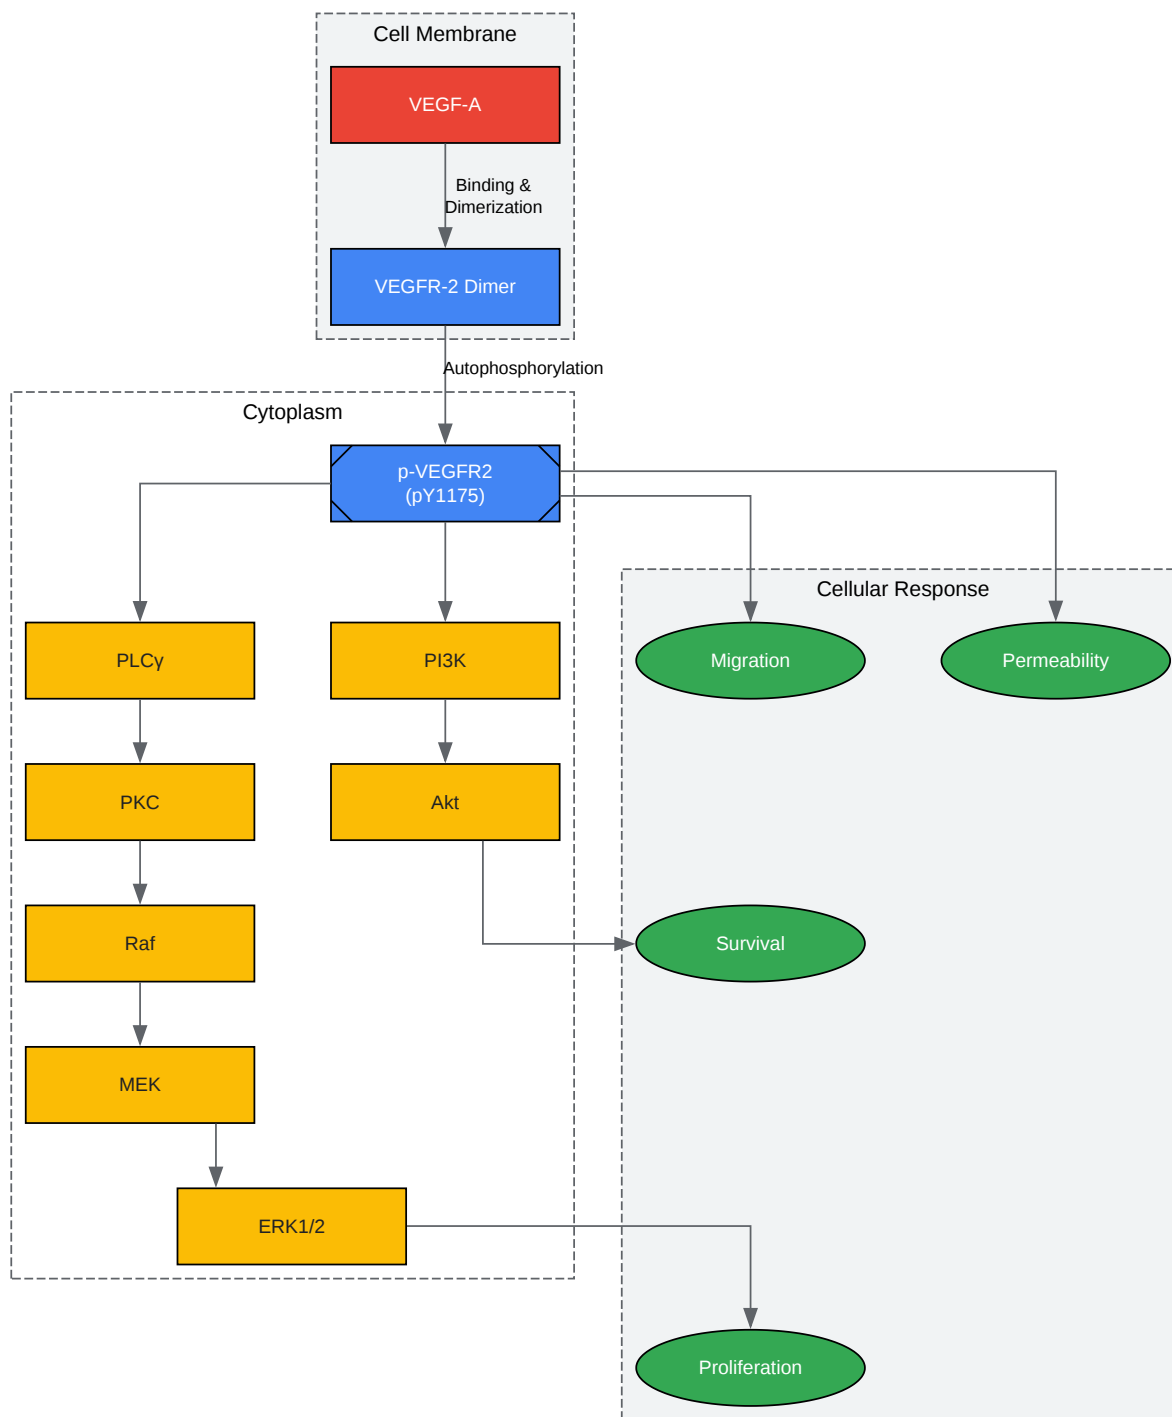 Cell Membrane
VEGF-A
Binding &
Dimerization
VEGFR-2 Dimer
Autophosphorylation
Cytoplasm
p-VEGFR2
(pY1175)
Cellular Response
PLCγ
PI3K
Migration
Permeability
PKC
Akt
Raf
Survival
MEK
ERK1/2
Proliferation